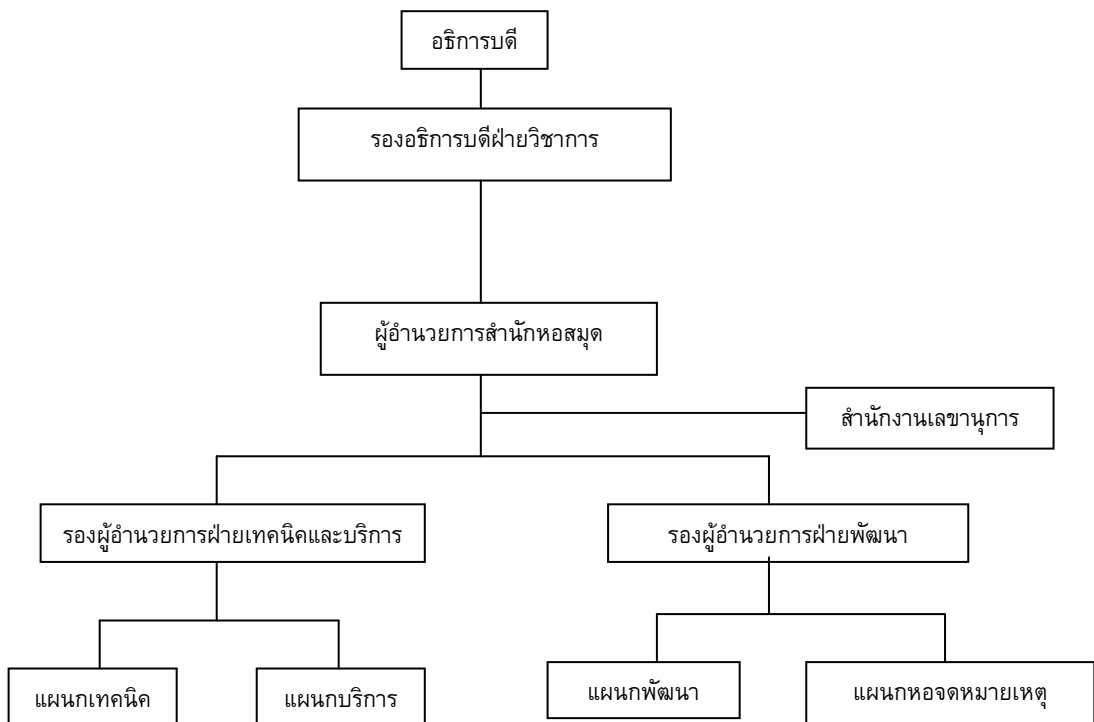 อธิการบดี
รองอธิการบดีฝ่ายวิชาการ
ผู้อำนวยการสำนักหอสมุด
สำนักงานเลขานุการ
รองผู้อำนวยการฝ่ายเทคนิคและบริการ
รองผู้อำนวยการฝ่ายพัฒนา
แผนกเทคนิค
แผนกบริการ
แผนกพัฒนา
แผนกหอจดหมายเหตุ